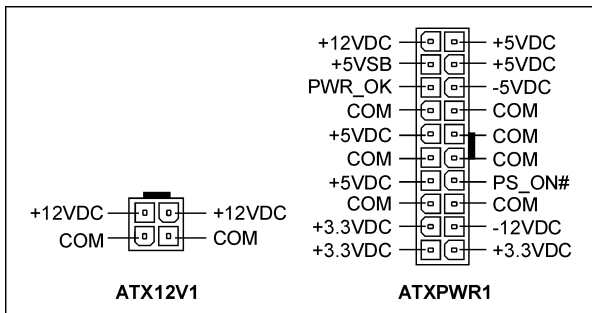 +12VDC +5VDC
+5VSB +5VDC
PWR_OK -5VDC
COM COM
+5VDC COM
COM COM
+5VDC PS_ON#
COM COM
+3.3VDC -12VDC
+3.3VDC +3.3VDC
+12VDC +12VDC
COM COM
ATX12V1 ATXPWR1